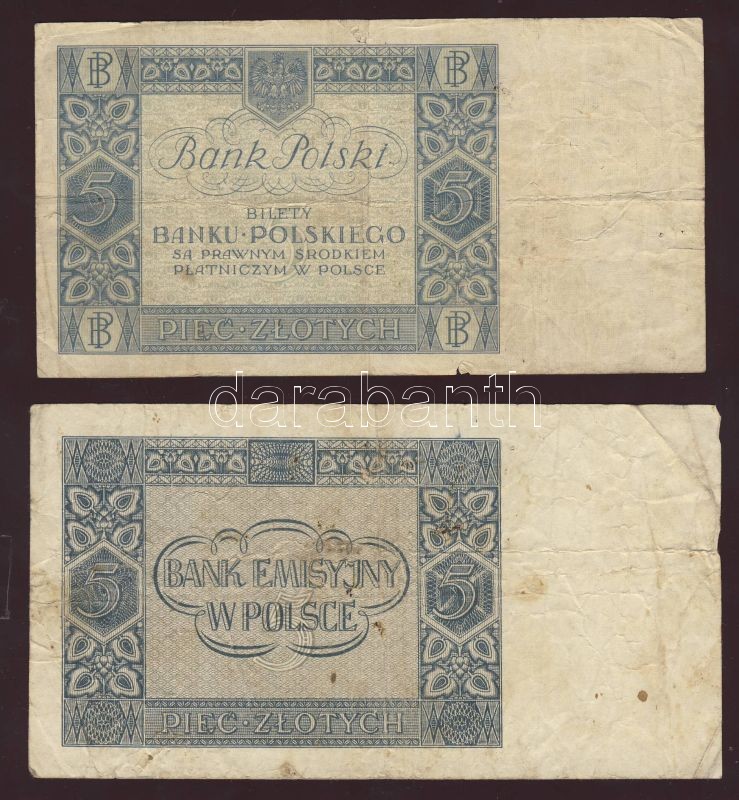 BP BP
Bank Polski
5 5
BILETY
BANKU·POLSKIEGO
SĄ PRAWNYM ŚRODKIEM
PŁATNICZYM W POLSCE
BP PIĘĆ·ZŁOTYCH BP
darabanth
BANK EMISYJNY
5 5
W POLSCE
5
PIĘĆ·ZŁOTYCH